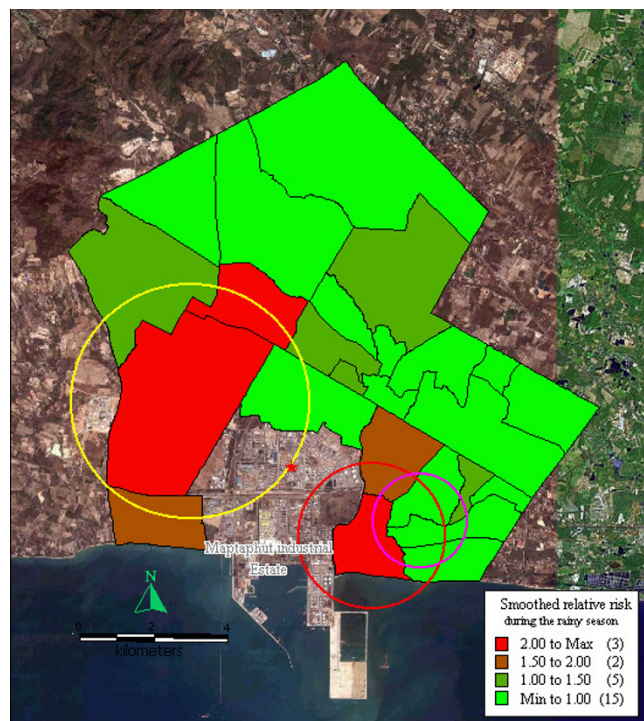 Maptaphut industrial
Estate
N
0 2 4
kilometers
Smoothed relative risk
during the rainy season
2.00 to Max (3)
1.50 to 2.00 (2)
1.00 to 1.50 (5)
Min to 1.00 (15)